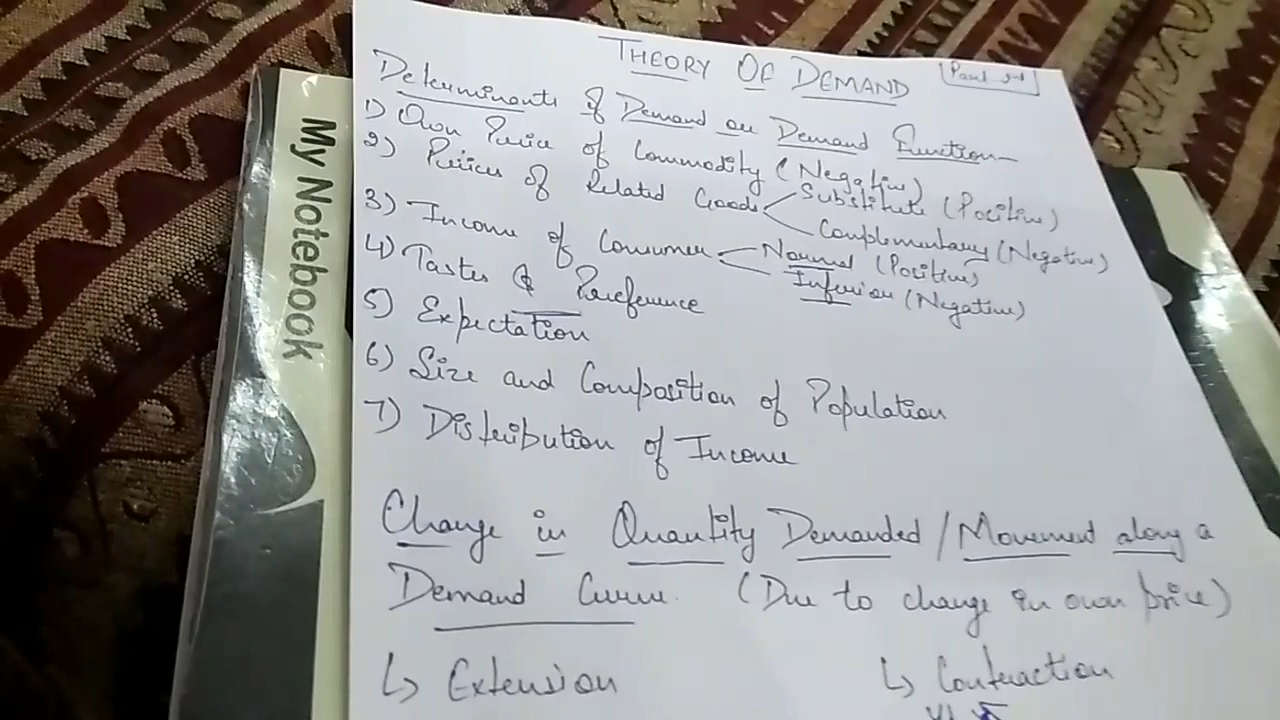 My Notebook
THEORY OF DEMAND
Determinants of Demand or Demand Function
1) Own Price of Commodity (Negative)
2) Prices of Related Goods Substitute (Positive)
Complementary (Negative)
3) Income of Consumer Normal (Positive)
Inferior (Negative)
4) Tastes & Preference
5) Expectation
6) Size and Composition of Population
7) Distribution of Income
Change in Quantity Demanded / Movement along a
Demand Curve. (Due to change in own price)
↳ Extension ↳ Contraction